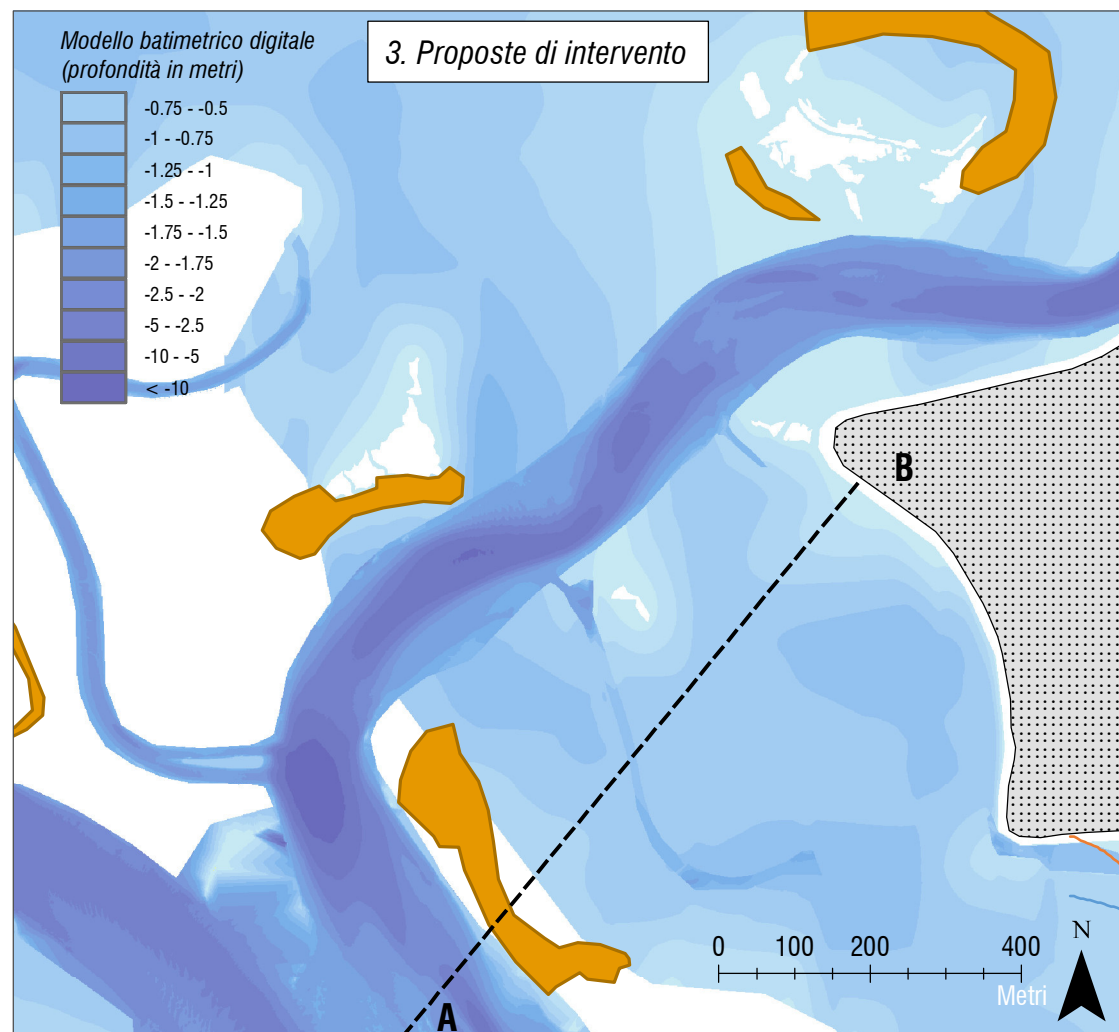 Modello batimetrico digitale
(profondità in metri)
3. Proposte di intervento
-0.75 - -0.5
-1 - -0.75
-1.25 - -1
-1.5 - -1.25
-1.75 - -1.5
-2 - -1.75
-2.5 - -2
-5 - -2.5
-10 - -5
< -10
B
A
0 100 200 400
Metri
N